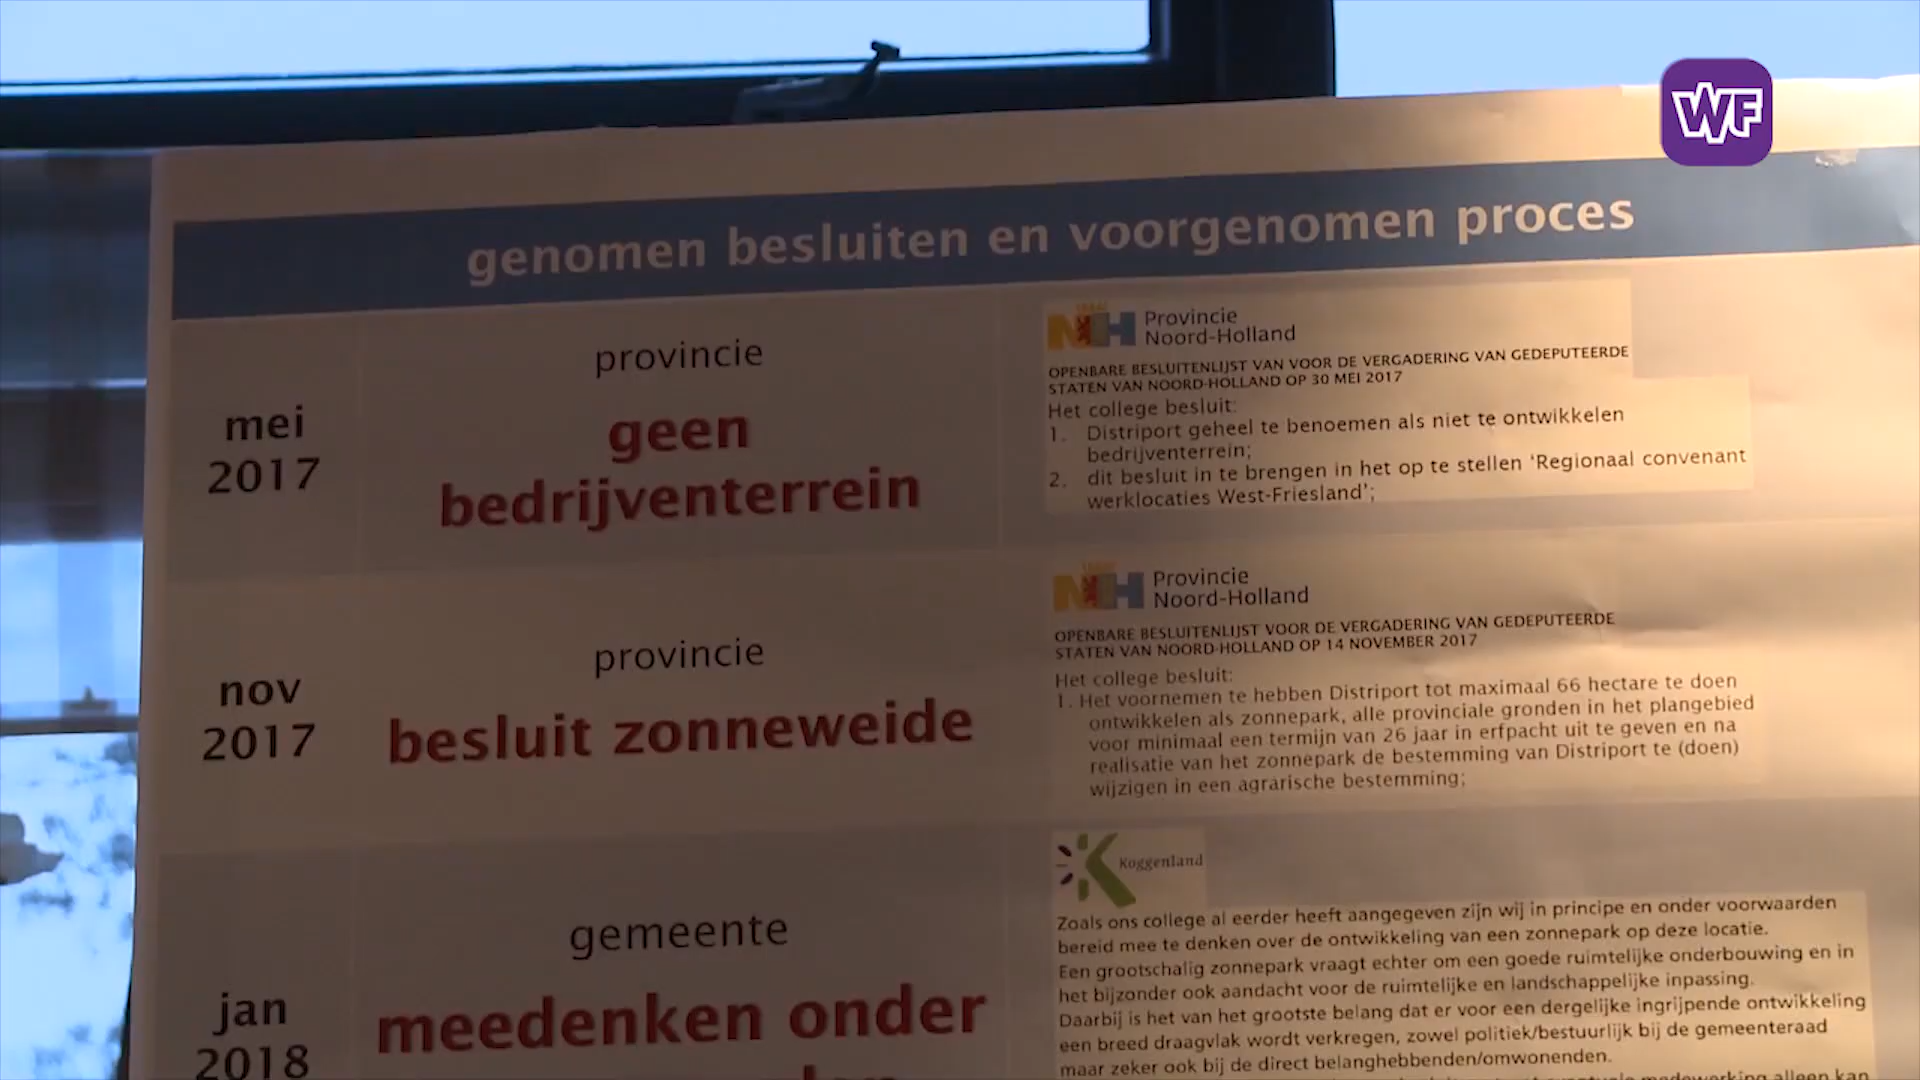 WF
genomen besluiten en voorgenomen proces
mei
2017
provincie
geen
bedrijventerrein
NH Provincie
Noord-Holland
OPENBARE BESLUITENLIJST VAN VOOR DE VERGADERING VAN GEDEPUTEERDE
STATEN VAN NOORD-HOLLAND OP 30 MEI 2017
Het college besluit:
1. Distriport geheel te benoemen als niet te ontwikkelen
bedrijventerrein;
2. dit besluit in te brengen in het op te stellen ‘Regionaal convenant
werklocaties West-Friesland’;
nov
2017
provincie
besluit zonneweide
NH Provincie
Noord-Holland
OPENBARE BESLUITENLIJST VOOR DE VERGADERING VAN GEDEPUTEERDE
STATEN VAN NOORD-HOLLAND OP 14 NOVEMBER 2017
Het college besluit:
1. Het voornemen te hebben Distriport tot maximaal 66 hectare te doen
ontwikkelen als zonnepark, alle provinciale gronden in het plangebied
voor minimaal een termijn van 26 jaar in erfpacht uit te geven en na
realisatie van het zonnepark de bestemming van Distriport te (doen)
wijzigen in een agrarische bestemming;
jan
2018
gemeente
meedenken onder
Koggenland
Zoals ons college al eerder heeft aangegeven zijn wij in principe en onder voorwaarden
bereid mee te denken over de ontwikkeling van een zonnepark op deze locatie.
Een grootschalig zonnepark vraagt echter om een goede ruimtelijke onderbouwing en in
het bijzonder ook aandacht voor de ruimtelijke en landschappelijke inpassing.
Daarbij is het van het grootste belang dat er voor een dergelijke ingrijpende ontwikkeling
een breed draagvlak wordt verkregen, zowel politiek/bestuurlijk bij de gemeenteraad
maar zeker ook bij de direct belanghebbenden/omwonenden.